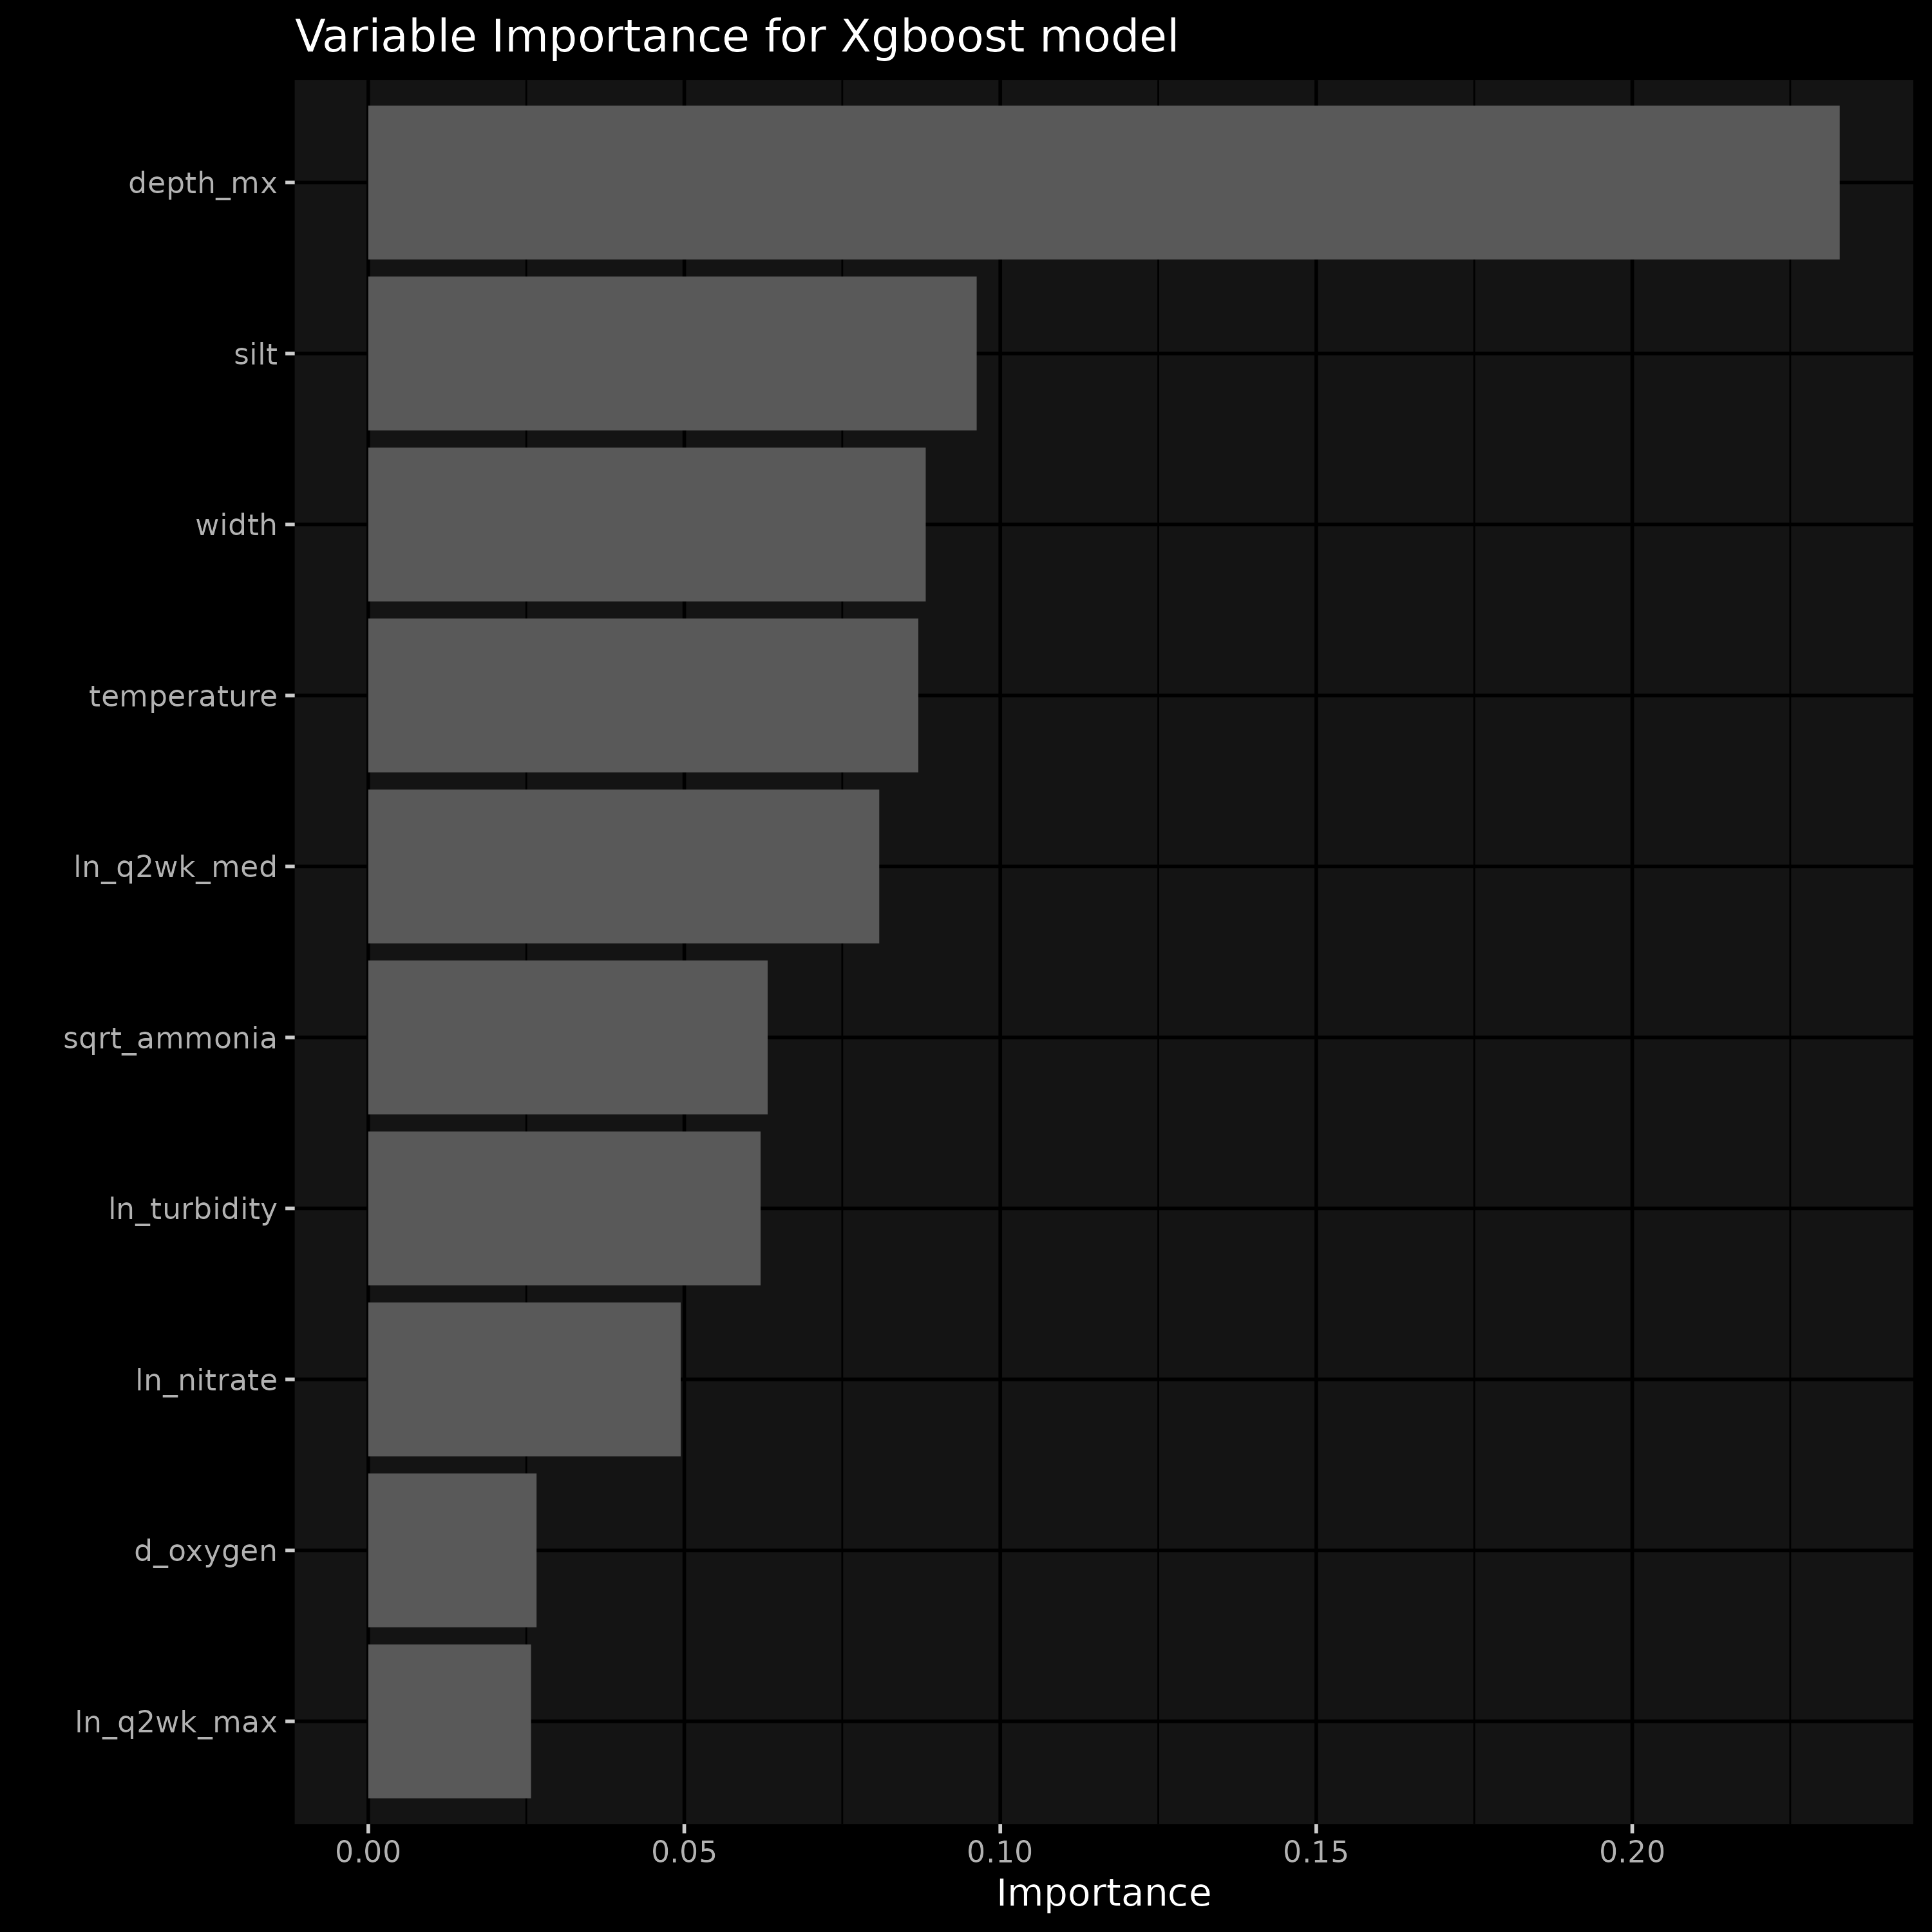 Variable Importance for Xgboost model
depth_mx
silt
width
temperature
ln_q2wk_med
sqrt_ammonia
ln_turbidity
ln_nitrate
d_oxygen
ln_q2wk_max
0.00 0.05 0.10 0.15 0.20
Importance